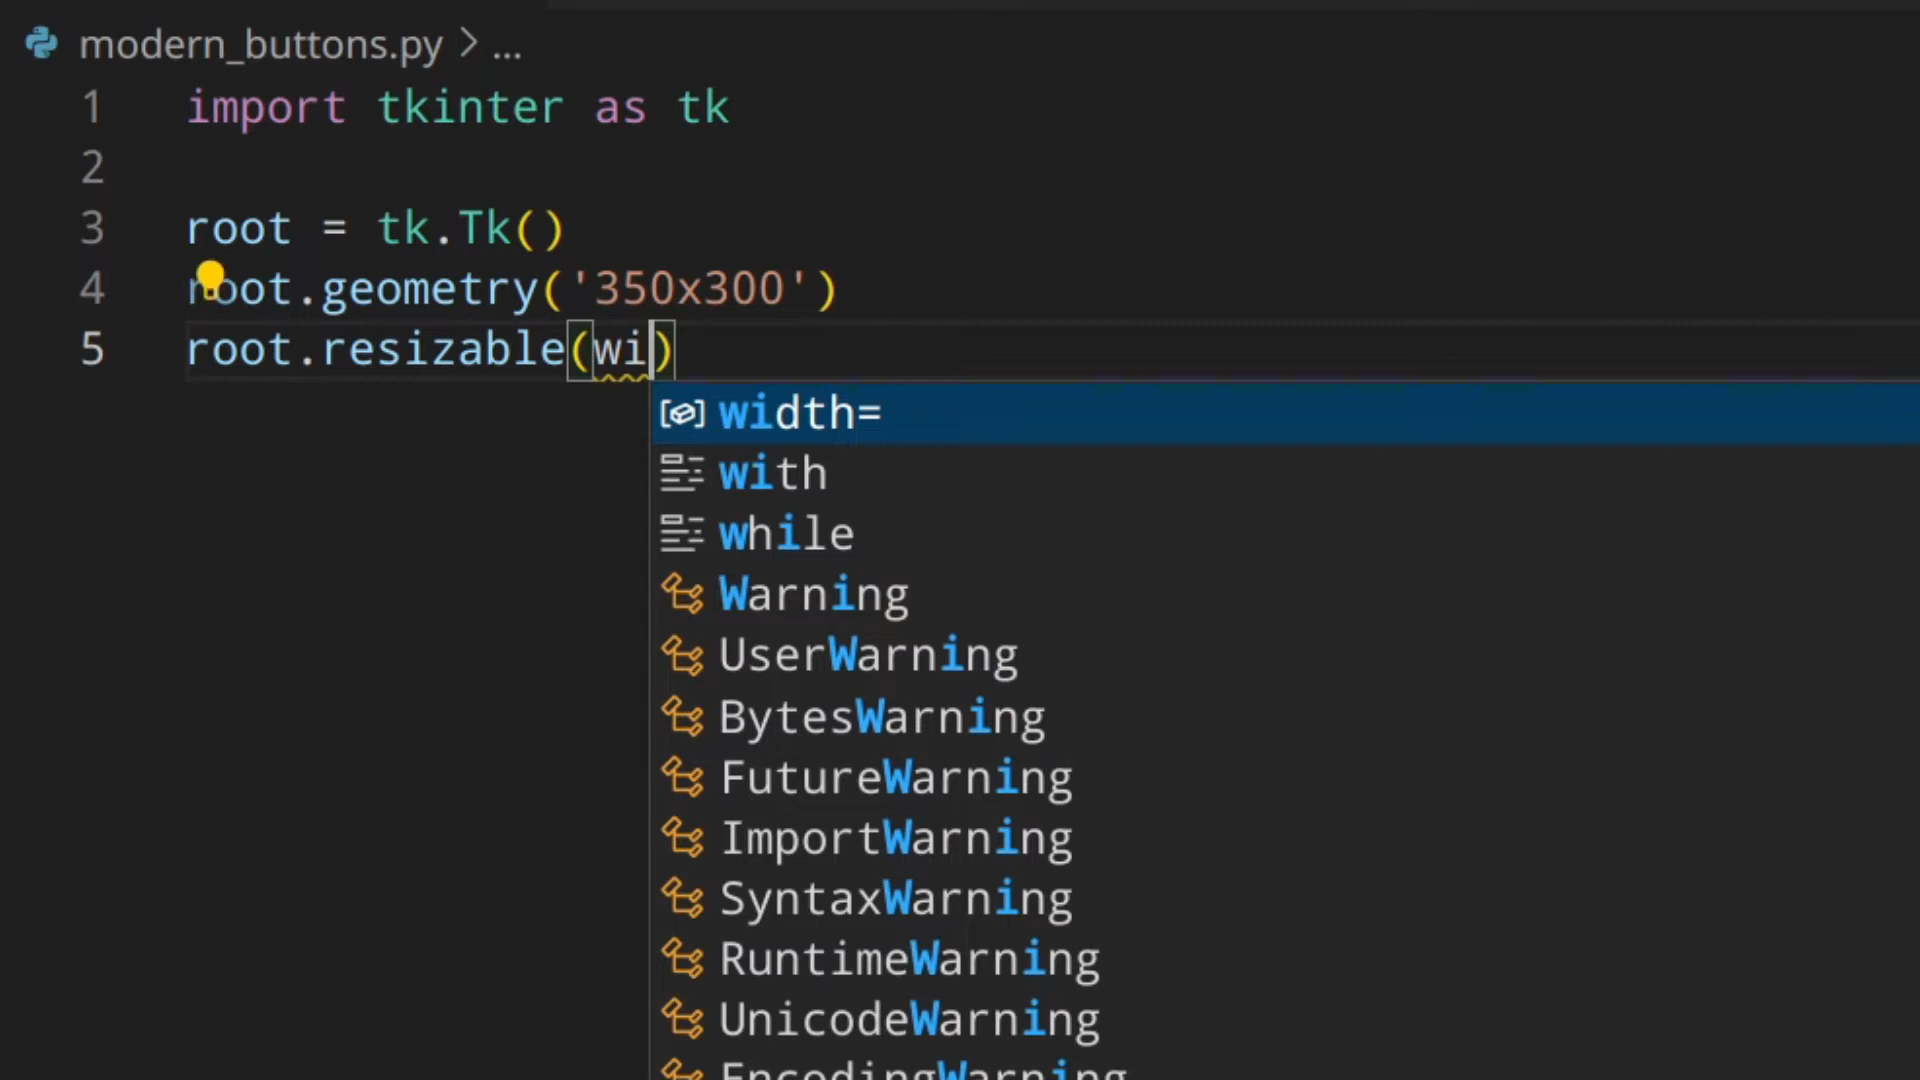 modern_buttons.py > ...
1 import tkinter as tk
2
3 root = tk.Tk()
4 root.geometry('350x300')
5 root.resizable(wi)
width=
with
while
Warning
UserWarning
BytesWarning
FutureWarning
ImportWarning
SyntaxWarning
RuntimeWarning
UnicodeWarning
EncodingWarning